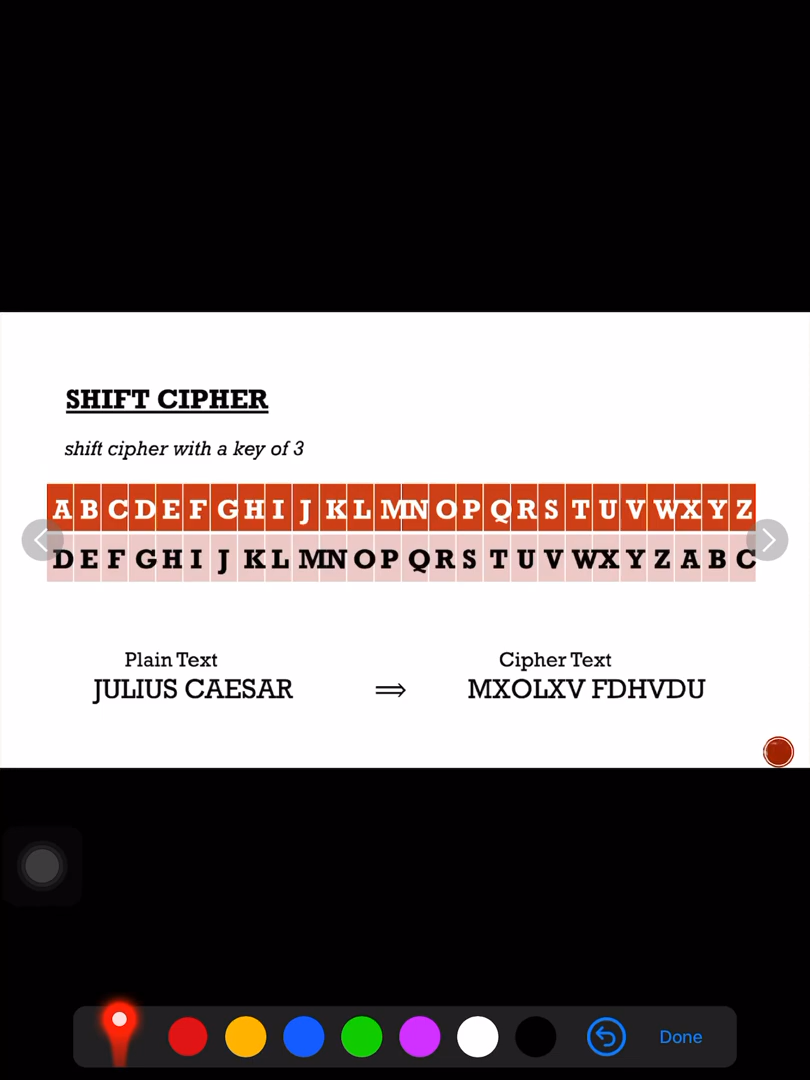 SHIFT CIPHER
shift cipher with a key of 3
A B C D E F G H I J K L M N O P Q R S T U V W X Y Z
D E F G H I J K L M N O P Q R S T U V W X Y Z A B C
Plain Text Cipher Text
JULIUS CAESAR ⇒ MXOLXV FDHVDU
Done